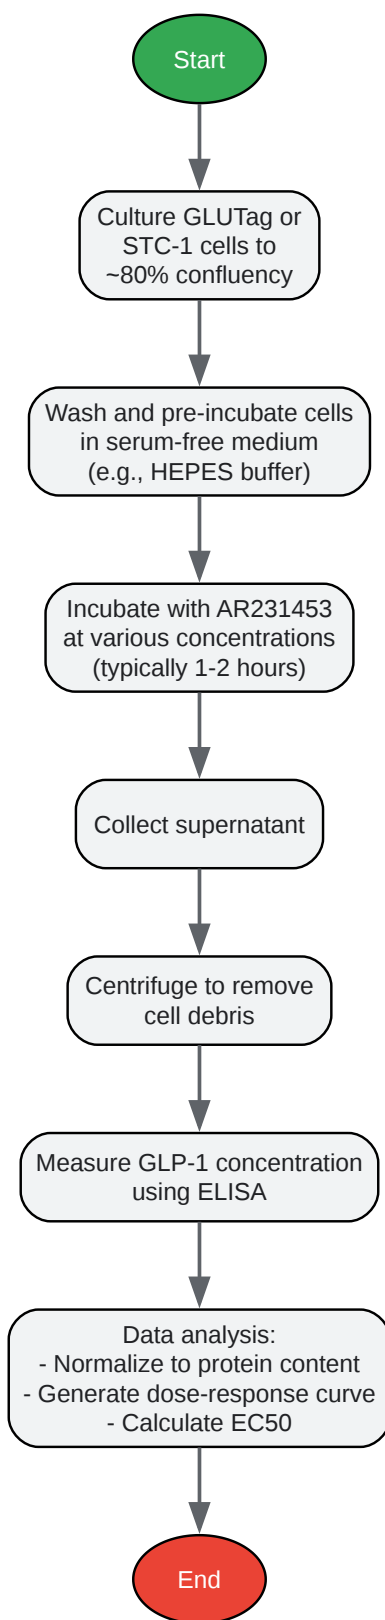 Start
Culture GLUTag or
STC-1 cells to
~80% confluency
Wash and pre-incubate cells
in serum-free medium
(e.g., HEPES buffer)
Incubate with AR231453
at various concentrations
(typically 1-2 hours)
Collect supernatant
Centrifuge to remove
cell debris
Measure GLP-1 concentration
using ELISA
Data analysis:
- Normalize to protein content
- Generate dose-response curve
- Calculate EC50
End